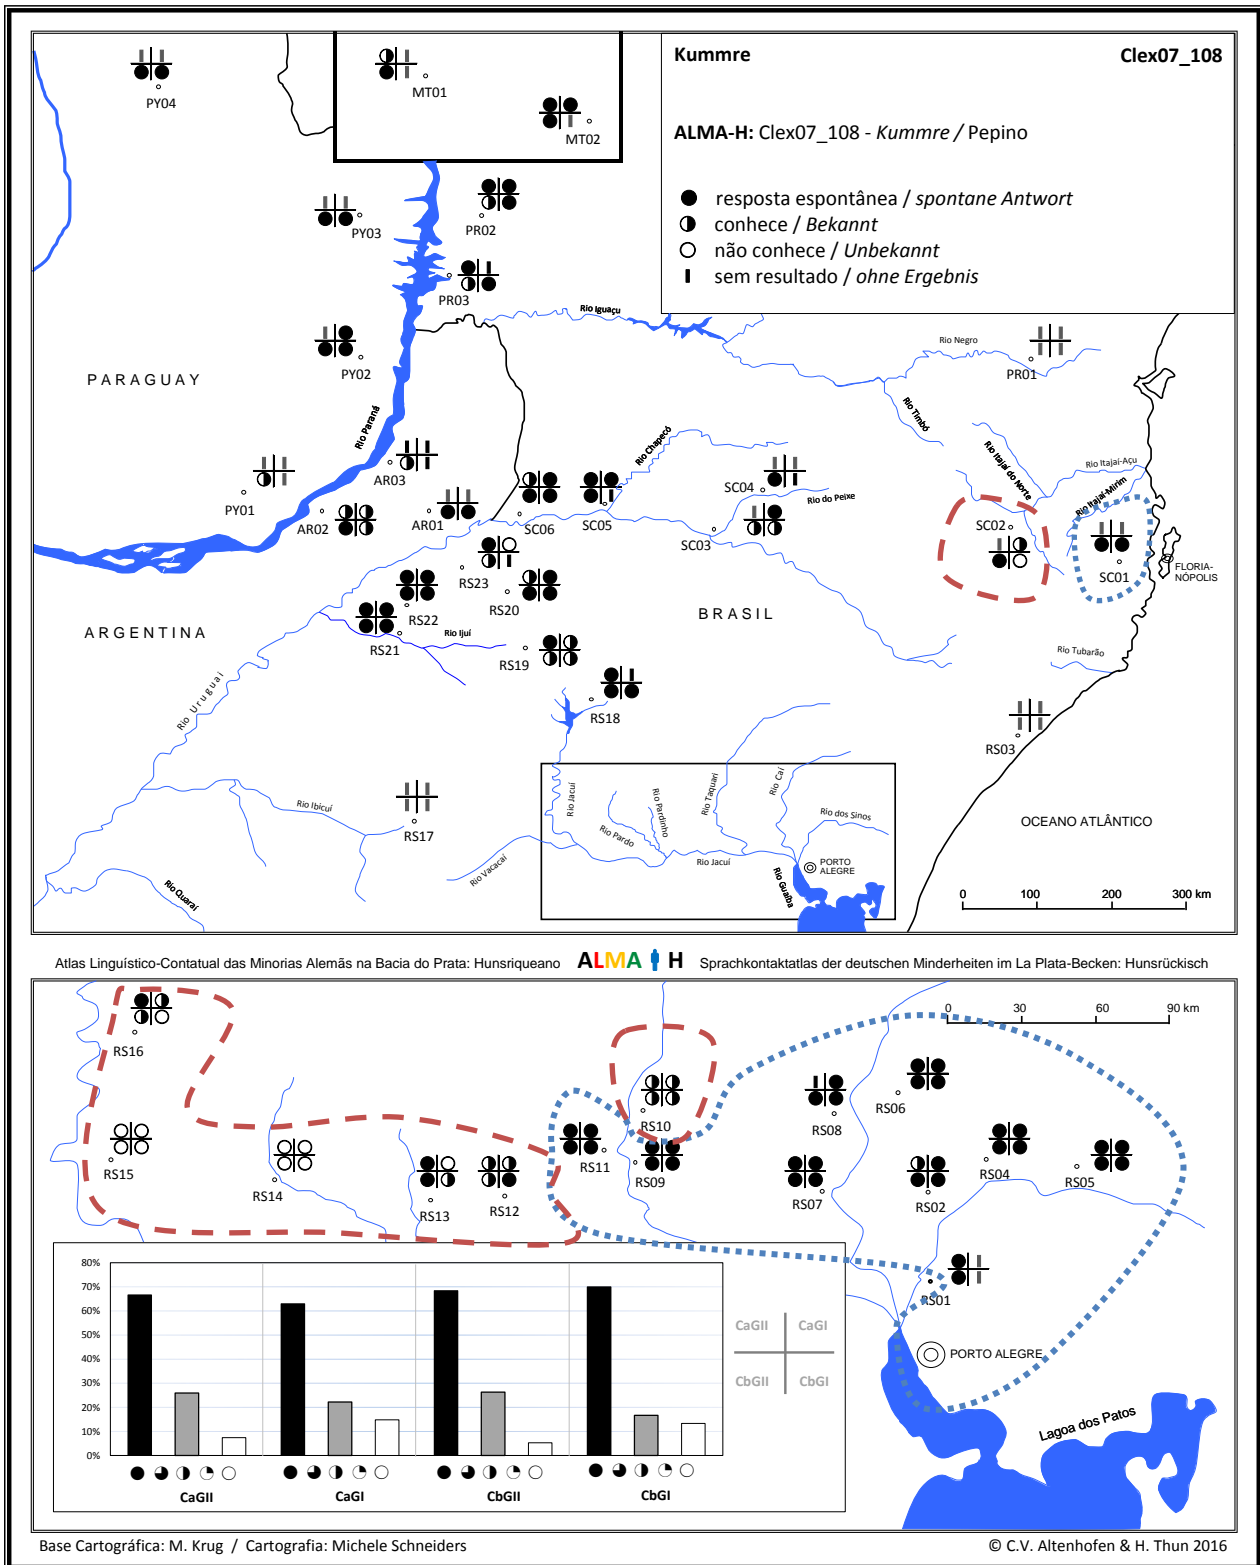 Kummre Clex07_108
ALMA-H: Clex07_108 - Kummre / Pepino
resposta espontânea / spontane Antwort
conhece / Bekannt
não conhece / Unbekannt
sem resultado / ohne Ergebnis
PY04
MT01
MT02
PY03
PR02
PR03
Rio Iguaçu
Rio Negro
PR01
PY02
PARAGUAY
Rio Paraná
Rio Timbó
Rio Chapecó
Rio Itajaí do Norte
Rio Itajaí-Açu
Rio Itajaí-Mirim
AR03
SC04
Rio do Peixe
PY01
AR02
AR01
SC06
SC05
SC03
SC02
SC01
FLORIA-
NÓPOLIS
RS23
RS20
RS22
BRASIL
ARGENTINA
Rio Ijuí
RS21
RS19
Rio Tubarão
Rio Uruguai
RS18
RS03
Rio Jacuí
Rio Pardinho
Rio Taquari
Rio Caí
Rio Ibicuí
RS17
Rio dos Sinos
OCEANO ATLÂNTICO
Rio Pardo
Rio Vacacaí
Rio Jacuí
PORTO
ALEGRE
Rio Guaíba
Rio Quaraí
0 100 200 300 km
Atlas Linguístico-Contatual das Minorias Alemãs na Bacia do Prata: Hunsriqueano ALMA H Sprachkontaktatlas der deutschen Minderheiten im La Plata-Becken: Hunsrückisch
0 30 60 90 km
RS16
RS06
RS10
RS08
RS15
RS14
RS11
RS09
RS04
RS05
RS13
RS12
RS07
RS02
RS01
PORTO ALEGRE
Lagoa dos Patos
80%
70%
60%
50%
40%
30%
20%
10%
0%
CaGII CaGI CbGII CbGI
CaGII CaGI
CbGII CbGI
Base Cartográfica: M. Krug / Cartografia: Michele Schneiders © C.V. Altenhofen & H. Thun 2016